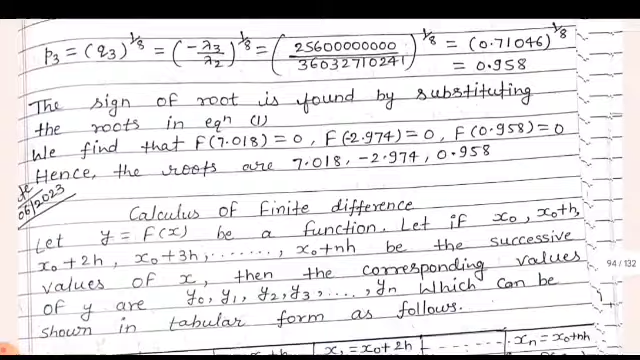 p₃ = (q₃)^(1/8) = (-λ₃/λ₂)^(1/8) = (25600000000/36032710241)^(1/8) = (0.71046)^(1/8)
= 0.958
The sign of root is found by substituting
the roots in eqⁿ (1)
We find that F(7.018) = 0, F(-2.974) = 0, F(0.958) = 0
Hence, the roots are 7.018, -2.974, 0.958
06/2023
Calculus of Finite difference
Let y = F(x) be a function. Let if x₀, x₀+h,
x₀+2h, x₀+3h, ......., x₀+nh be the successive
values of x, then the corresponding values
of y are y₀, y₁, y₂, y₃, ...., yₙ which can be
shown in tabular form as follows.
x₁ = x₀+2h ........ xₙ = x₀+nh
94 / 132